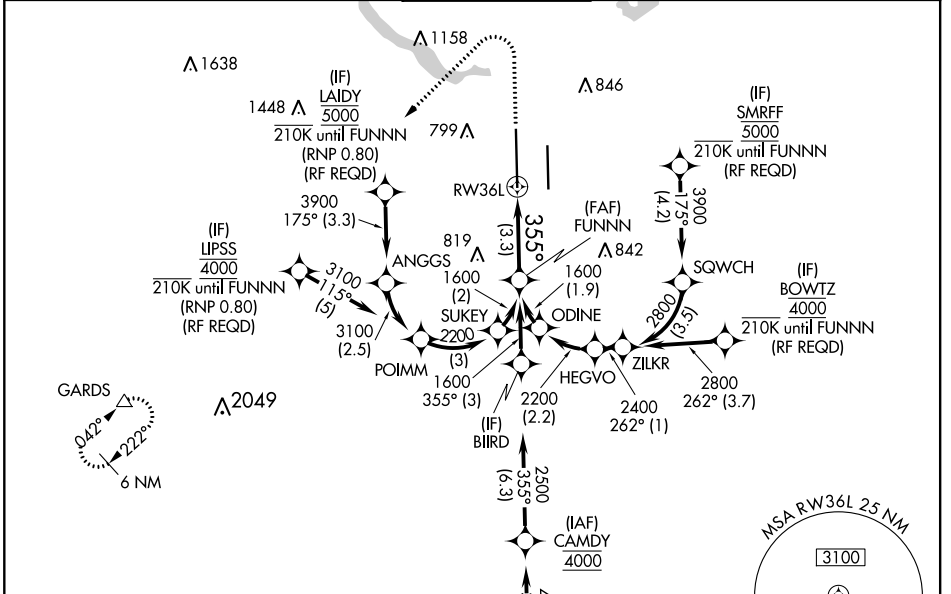 1158
1638
846
(IF)
LAIDY
5000
210K until FUNNN
(RNP 0.80)
(RF REQD)
1448
799
(IF)
SMRFF
5000
210K until FUNNN
(RF REQD)
RW36L
3900
175° (3.3)
355°
(3.3)
(FAF)
FUNNN
3900
175°
(4.2)
(IF)
LIPSS
4000
210K until FUNNN
(RNP 0.80)
(RF REQD)
819
842
ANGGS
3100
115°
(5)
1600
(2)
1600
(1.9)
SQWCH
(IF)
BOWTZ
4000
210K until FUNNN
(RF REQD)
SUKEY
ODINE
2800
(3.5)
3100
(2.5)
2200
(3)
POIMM
HEGVO
ZILKR
1600
355° (3)
2200
(2.2)
2400
262° (1)
2800
262° (3.7)
(IF)
BIIRD
GARDS
2049
042°
222°
6 NM
2500
355°
(6.3)
(IAF)
CAMDY
4000
MSA RW36L 25 NM
3100